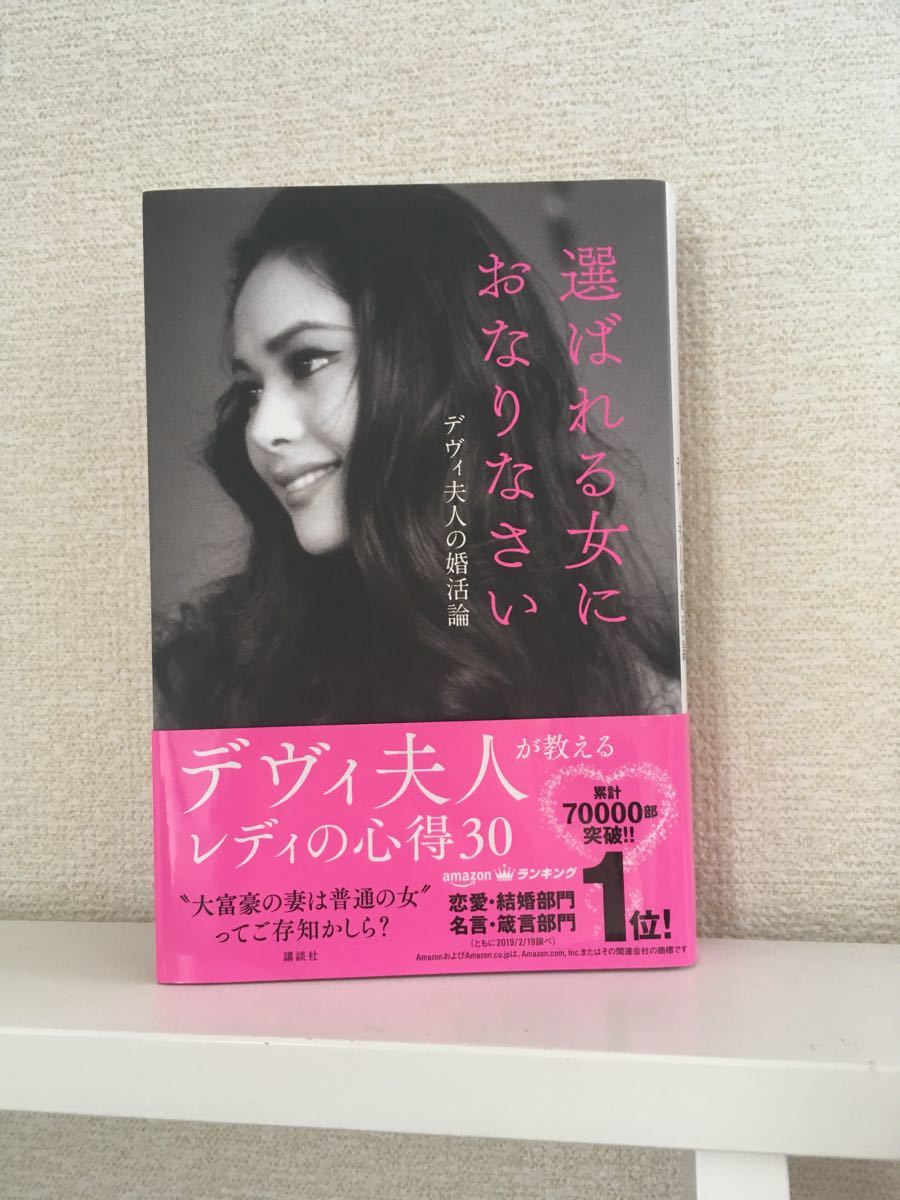 選ばれる女に
おなりなさい
デヴィ夫人の婚活論
デヴィ夫人が教える
レディの心得30
"大富豪の妻は普通の女"
ってご存知かしら?
講談社
累計
70000部
突破!!
amazon ランキング
恋愛・結婚部門
名言・箴言部門
1位!
(ともに2019/2/19調べ)
AmazonおよびAmazon.co.jpは、Amazon.com, Inc.またはその関連会社の商標です